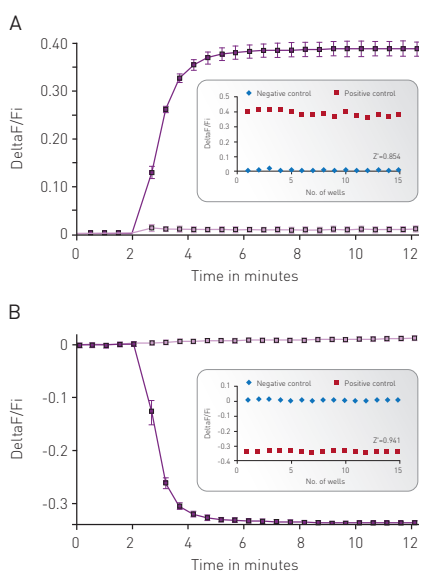 A
0.40
0.30
0.20
0.10
0
DeltaF/Fi
0 2 4 6 8 10 12
Time in minutes
Negative control Positive control
0.5
0.4
0.3
0.2
0.1
0
DeltaF/Fi
Z'=0.854
0 5 10 15
No. of wells
B
0
-0.1
-0.2
-0.3
DeltaF/Fi
0 2 4 6 8 10 12
Time in minutes
Negative control Positive control
0.1
0
-0.1
-0.2
-0.3
-0.4
DeltaF/Fi
Z'=0.941
0 5 10 15
No. of wells